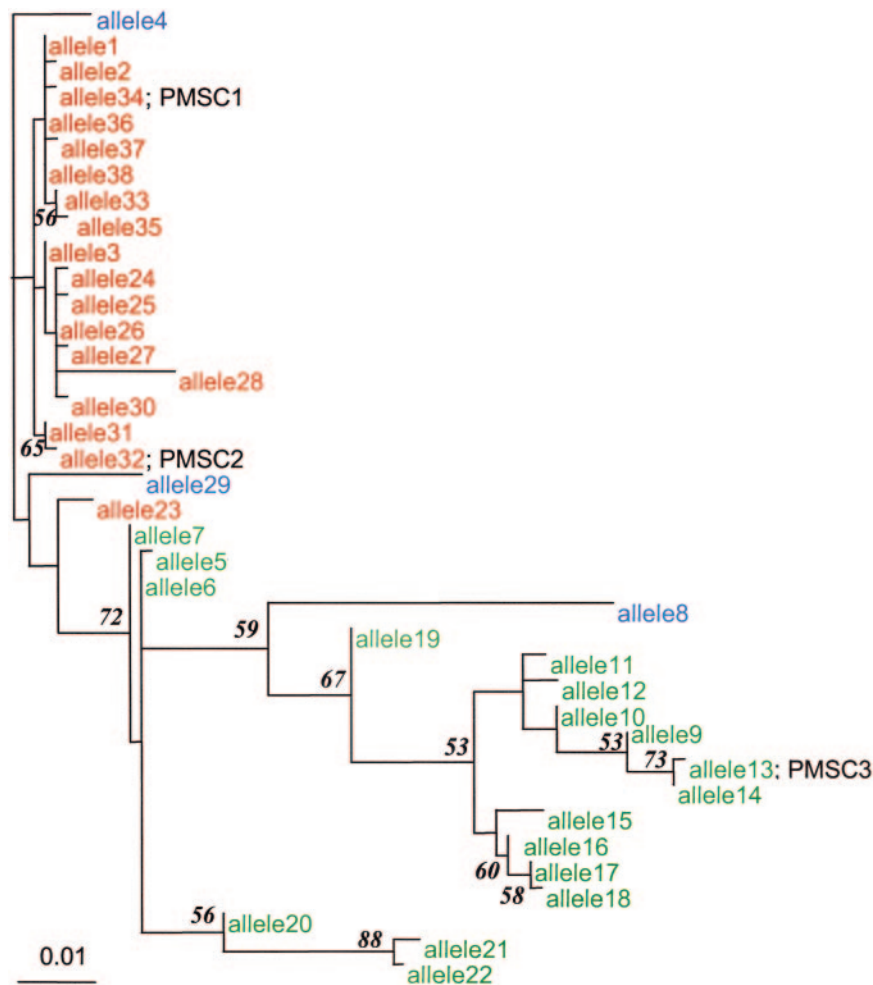 allele4
allele1
allele2
allele34; PMSC1
allele36
allele37
allele38
allele33
56
allele35
allele3
allele24
allele25
allele26
allele27
allele28
allele30
allele31
65
allele32; PMSC2
allele29
allele23
allele7
allele5
allele6
72
59
allele8
allele19
67
allele11
allele12
allele10
53
53
allele9
73
allele13; PMSC3
allele14
allele15
allele16
60
allele17
58
allele18
56
allele20
88
allele21
allele22
0.01